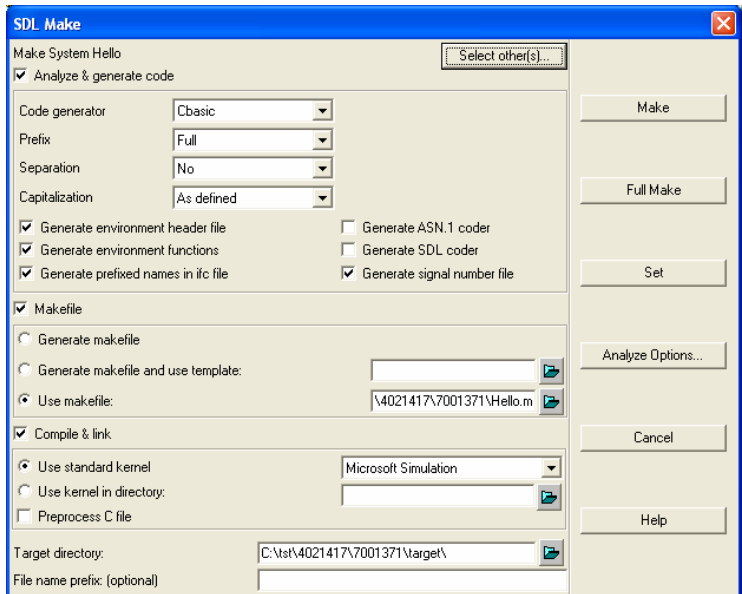 SDL Make
Make System Hello
Select other(s)...
Analyze & generate code
Code generator Cbasic
Prefix Full
Separation No
Capitalization As defined
Generate environment header file Generate ASN.1 coder
Generate environment functions Generate SDL coder
Generate prefixed names in ifc file Generate signal number file
Makefile
Generate makefile
Generate makefile and use template:
Use makefile: \4021417\7001371\Hello.m
Compile & link
Use standard kernel Microsoft Simulation
Use kernel in directory:
Preprocess C file
Target directory: C:\tst\4021417\7001371\target\
File name prefix: (optional)
Make
Full Make
Set
Analyze Options...
Cancel
Help